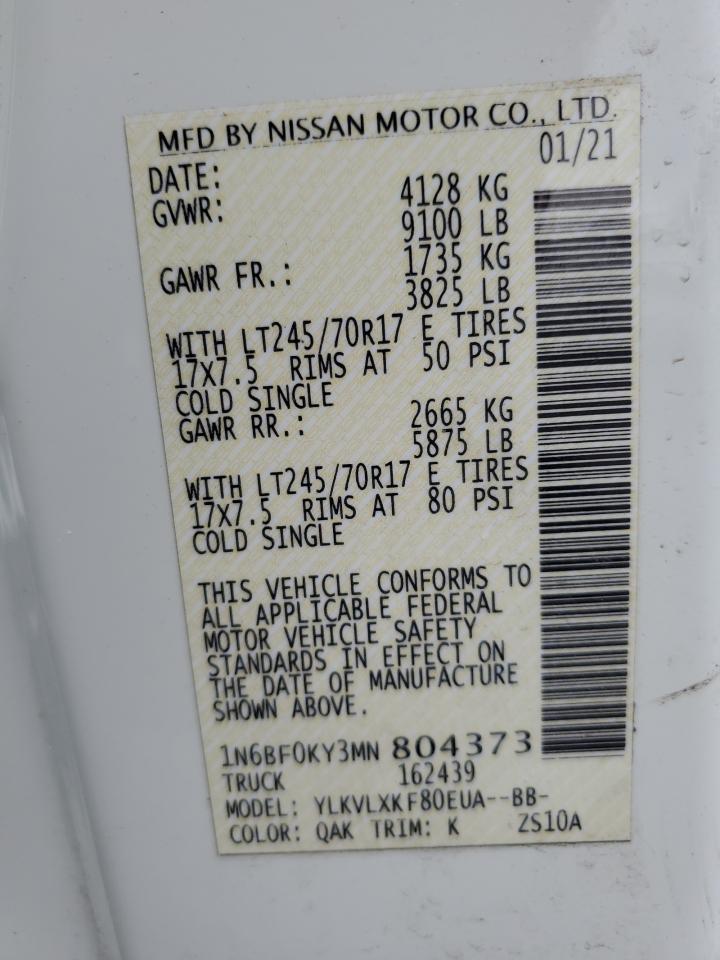 MFD BY NISSAN MOTOR CO., LTD.
DATE: 01/21
GVWR: 4128 KG
9100 LB
GAWR FR.: 1735 KG
3825 LB
WITH LT245/70R17 E TIRES
17X7.5 RIMS AT 50 PSI
COLD SINGLE
GAWR RR.: 2665 KG
5875 LB
WITH LT245/70R17 E TIRES
17X7.5 RIMS AT 80 PSI
COLD SINGLE
THIS VEHICLE CONFORMS TO
ALL APPLICABLE FEDERAL
MOTOR VEHICLE SAFETY
STANDARDS IN EFFECT ON
THE DATE OF MANUFACTURE
SHOWN ABOVE.
1N6BF0KY3MN 804373
TRUCK 162439
MODEL: YLKVLXKF80EUA--BB-
COLOR: QAK TRIM: K ZS10A